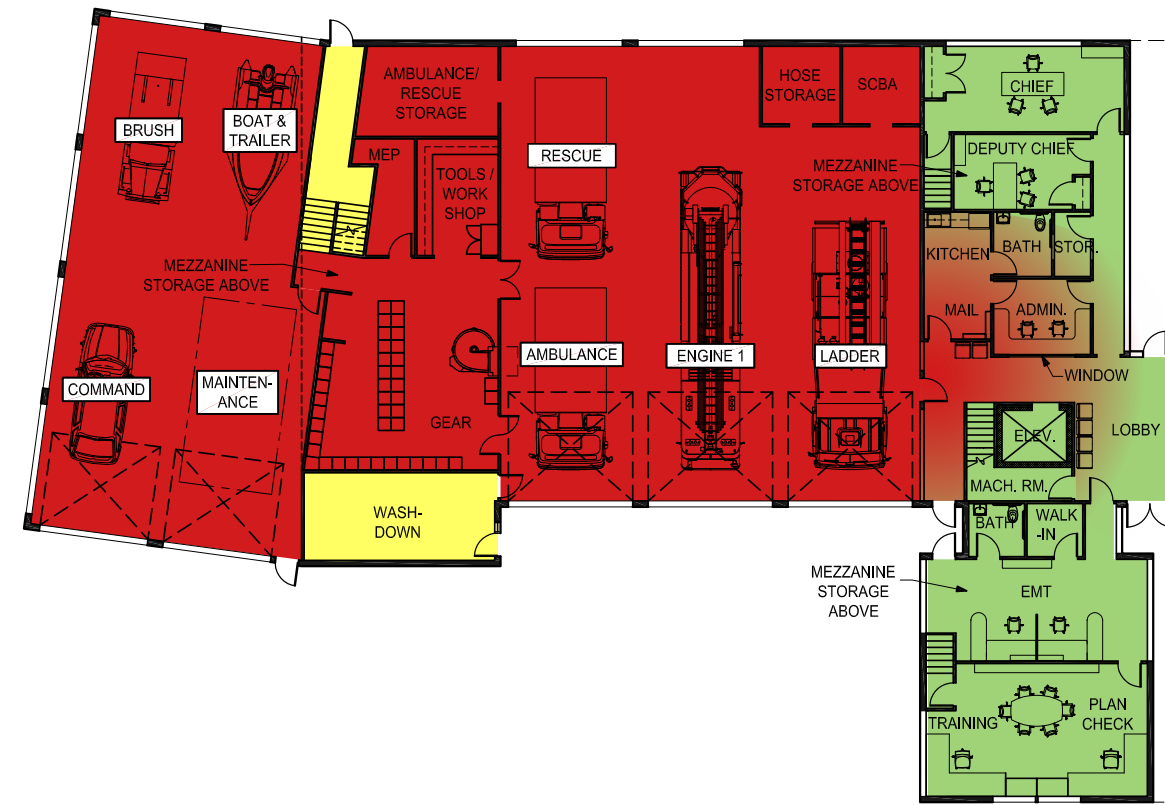 BRUSH
BOAT &
TRAILER
AMBULANCE/
RESCUE
STORAGE
MEP
TOOLS /
WORK
SHOP
MEZZANINE
STORAGE ABOVE
COMMAND
MAINTEN-
ANCE
GEAR
WASH-
DOWN
RESCUE
AMBULANCE
ENGINE 1
LADDER
HOSE
STORAGE
SCBA
MEZZANINE
STORAGE ABOVE
CHIEF
DEPUTY CHIEF
KITCHEN
BATH
STOR.
MAIL
ADMIN.
WINDOW
LOBBY
ELEV.
MACH. RM.
BATH
WALK
-IN
MEZZANINE
STORAGE
ABOVE
EMT
TRAINING
PLAN
CHECK